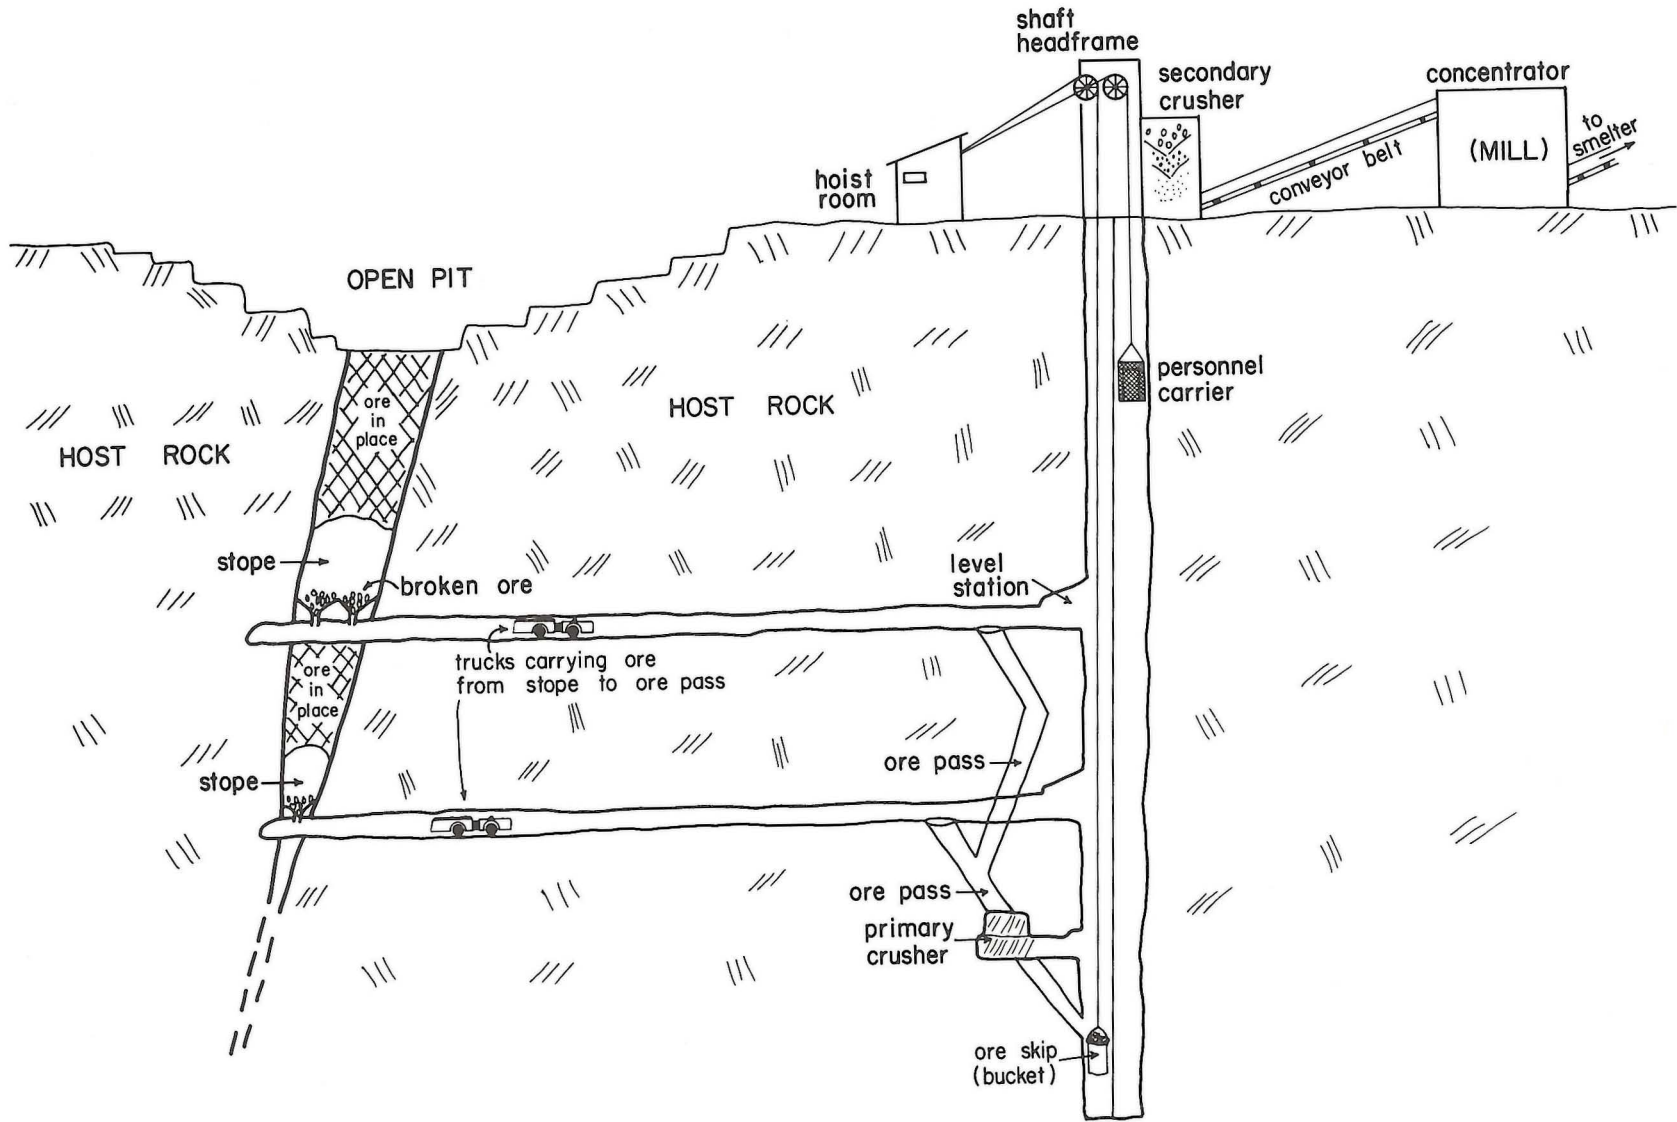 shaft
headframe
secondary
crusher
concentrator
(MILL)
to
smelter
conveyor belt
hoist
room
OPEN PIT
personnel
carrier
ore
in
place
HOST ROCK
HOST ROCK
stope
broken ore
level
station
trucks carrying ore
from stope to ore pass
ore
in
place
stope
ore pass
ore pass
primary
crusher
ore skip
(bucket)